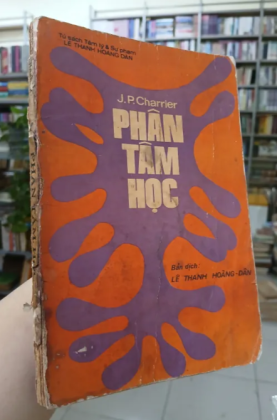 Tủ sách Tâm lý & Sư phạm
LÊ THANH HOÀNG DÂN
J.P. Charrier
PHÂN
TÂM
HỌC
Bản dịch:
LÊ THANH HOÀNG-DÂN